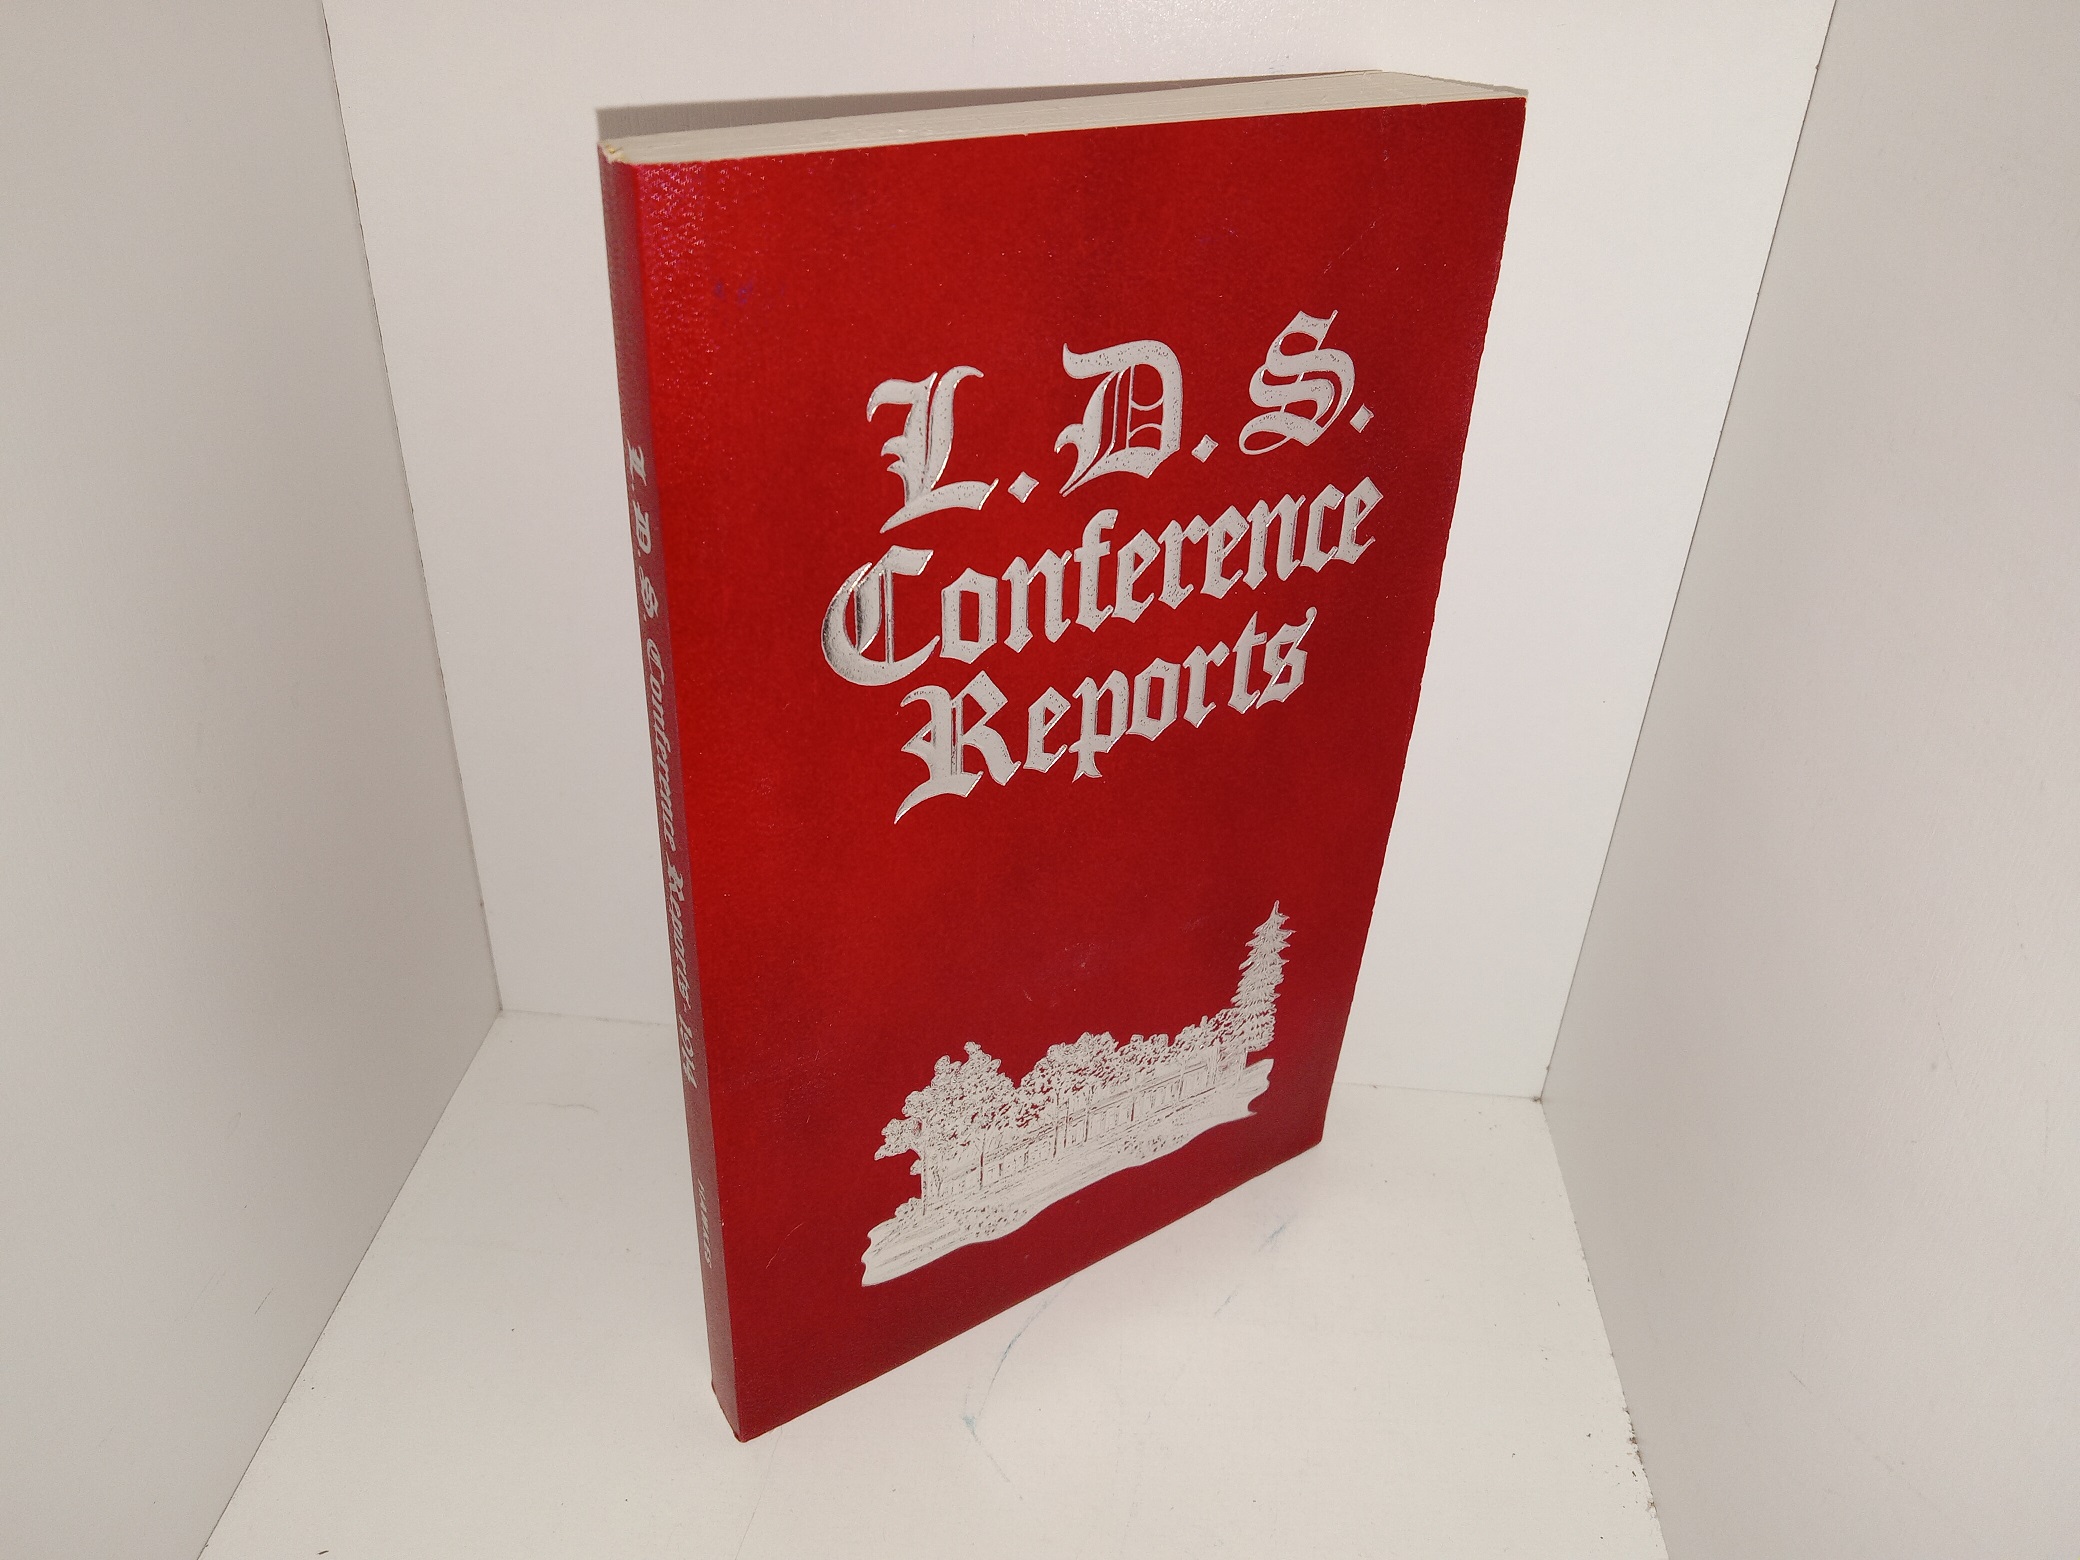 L. D. S.
Conference
Reports
L. D. S. Conference Reports